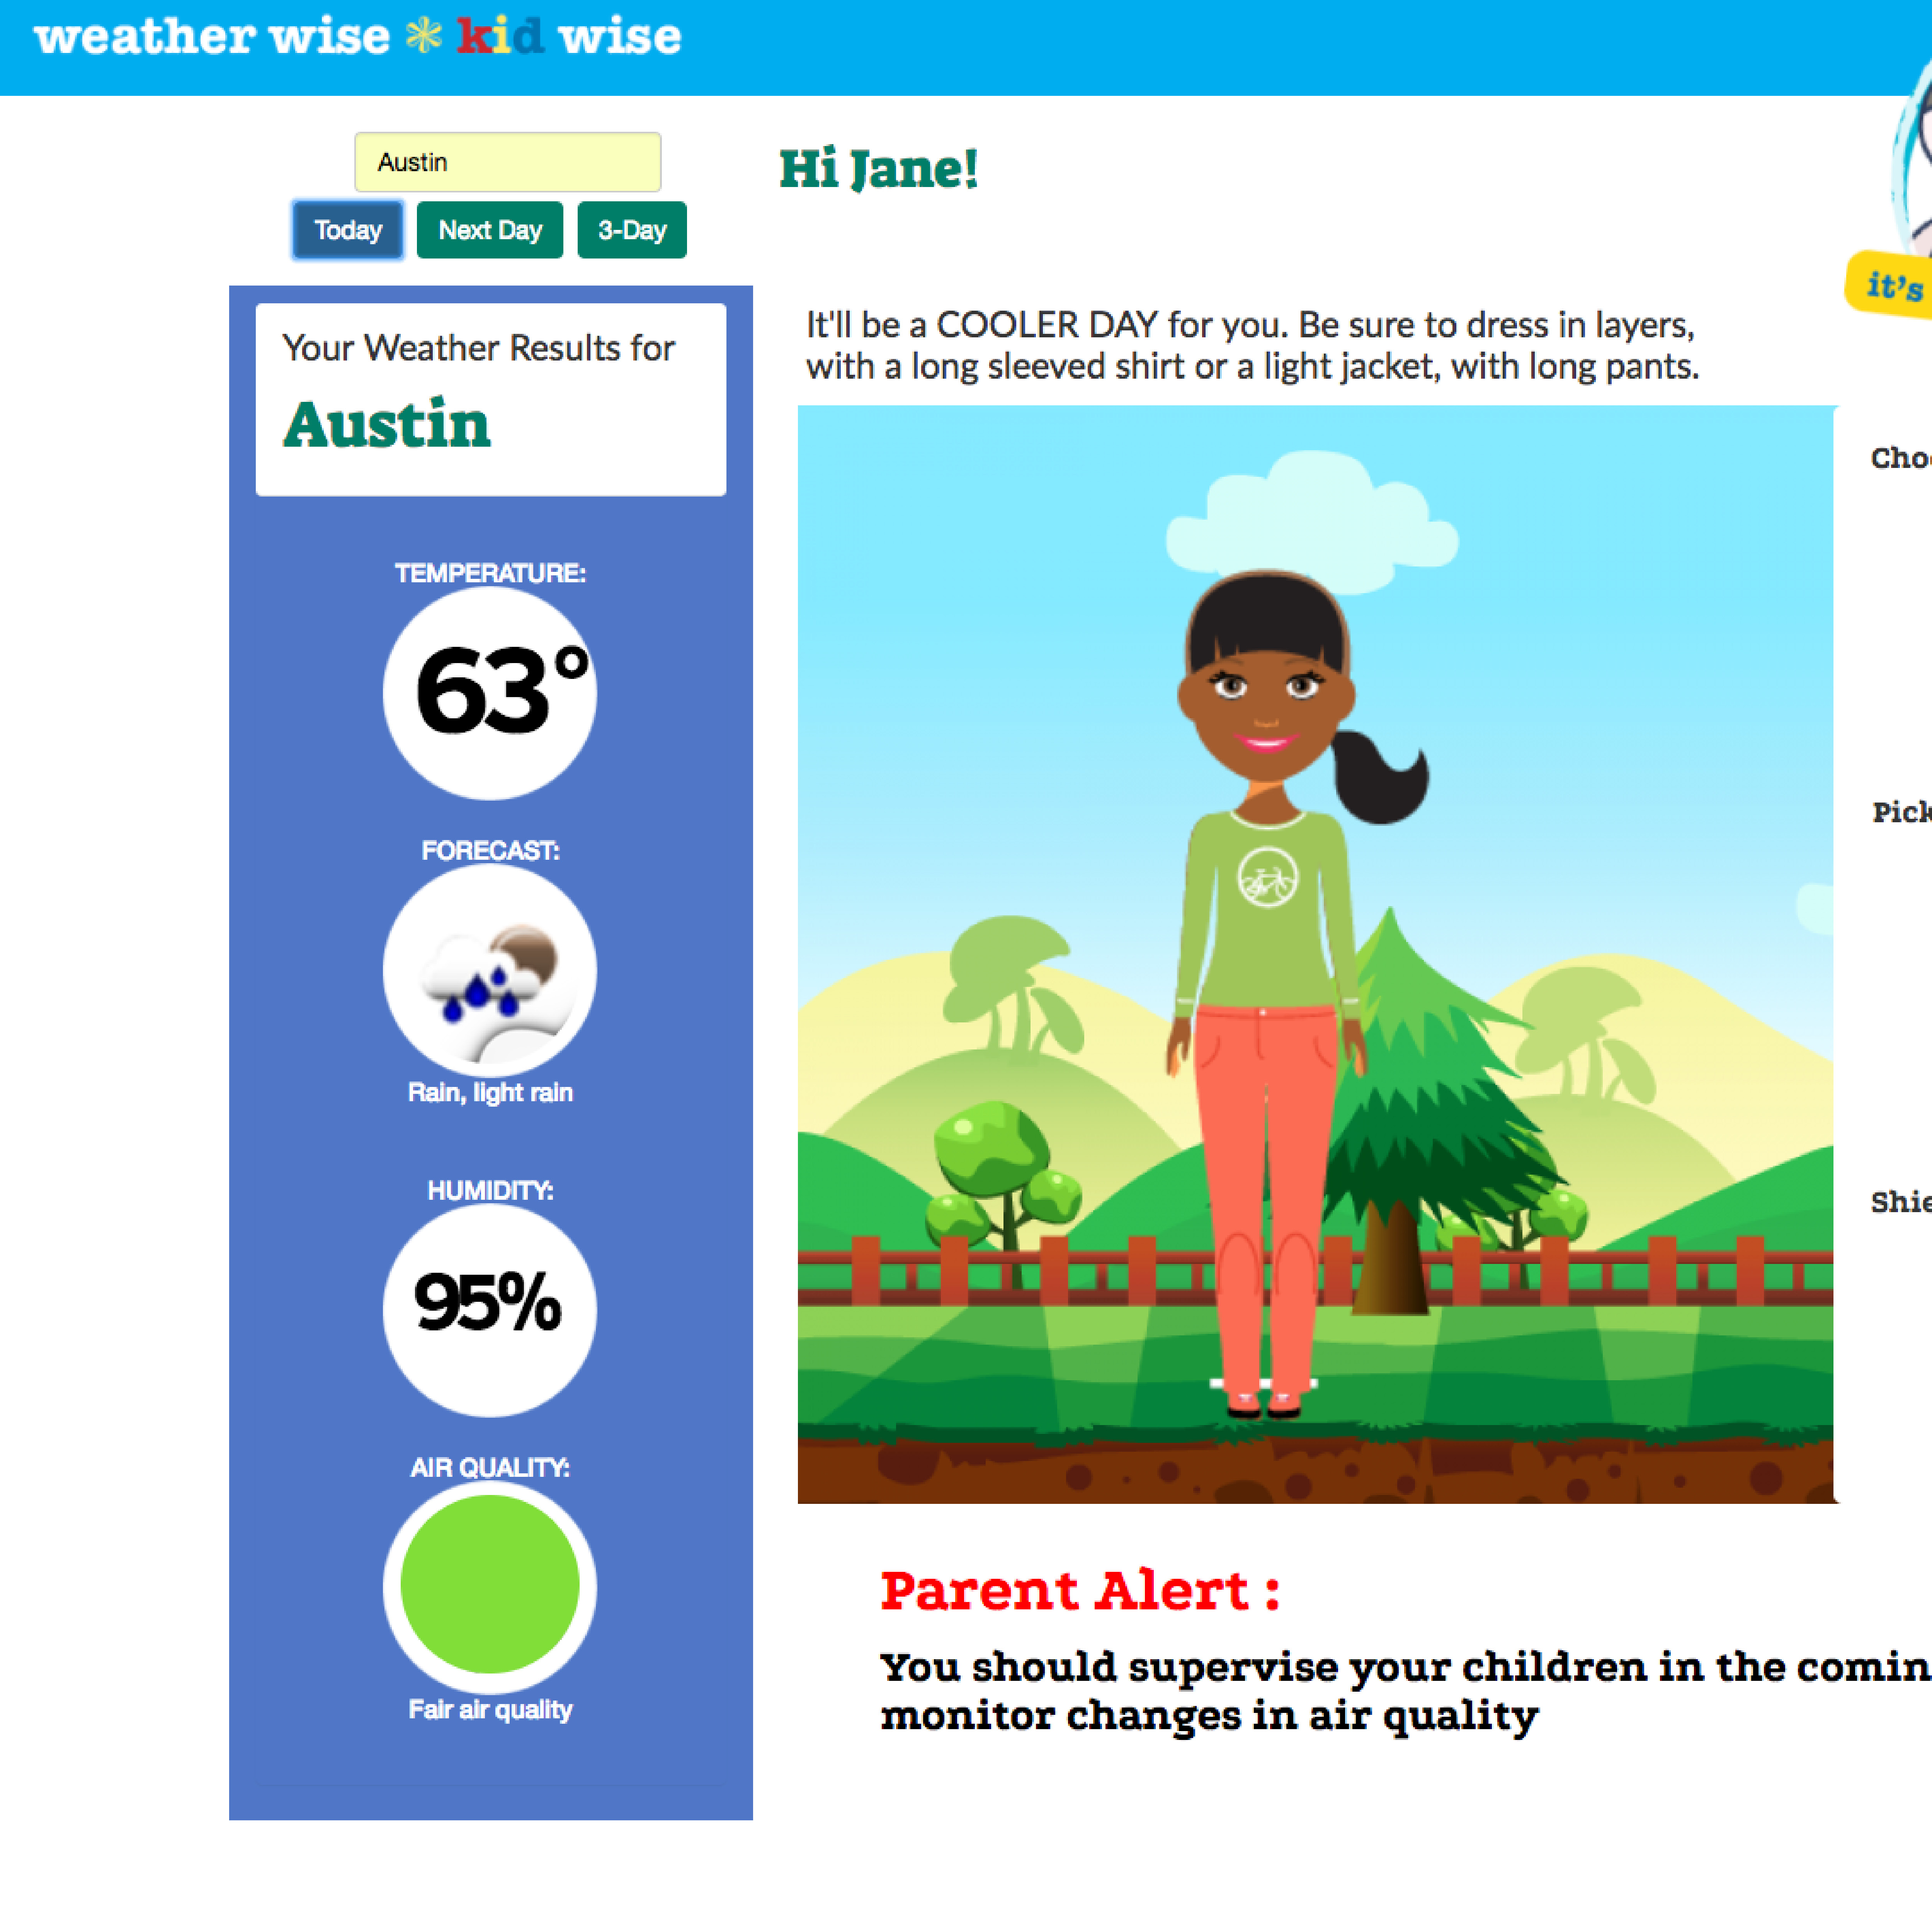 weather wise * kid wise
Austin
Today Next Day 3-Day
Hi Jane!
it's
Your Weather Results for
Austin
TEMPERATURE:
63°
FORECAST:
Rain, light rain
HUMIDITY:
95%
AIR QUALITY:
Fair air quality
It'll be a COOLER DAY for you. Be sure to dress in layers,
with a long sleeved shirt or a light jacket, with long pants.
Pick
Parent Alert :
You should supervise your children in the
monitor changes in air quality